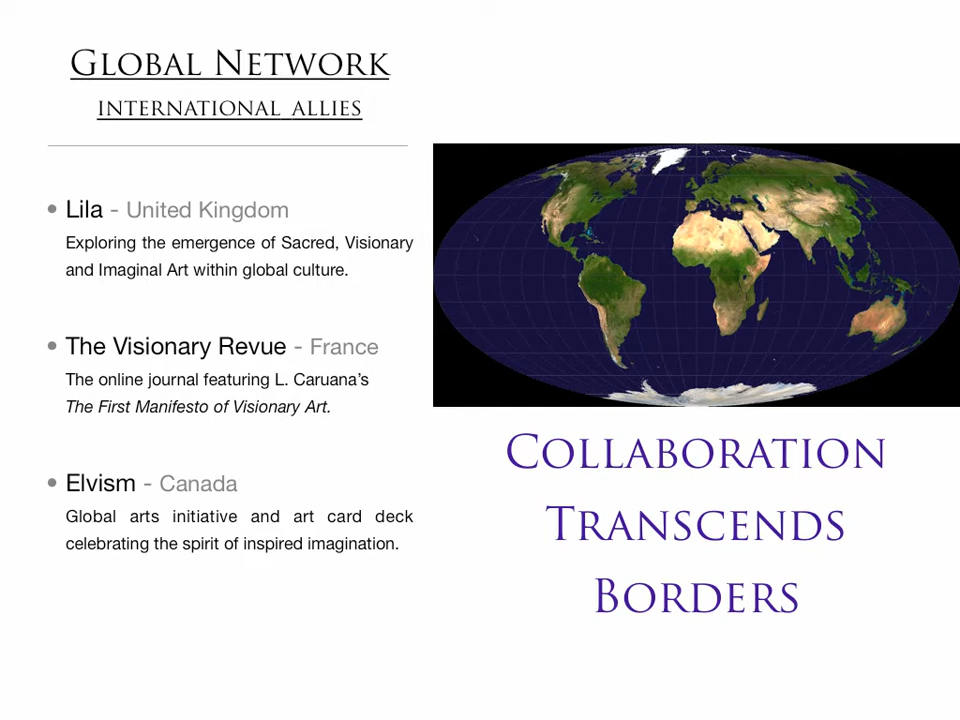 Global Network
international allies
• Lila - United Kingdom
Exploring the emergence of Sacred, Visionary
and Imaginal Art within global culture.
• The Visionary Revue - France
The online journal featuring L. Caruana’s
The First Manifesto of Visionary Art.
• Elvism - Canada
Global arts initiative and art card deck
celebrating the spirit of inspired imagination.
Collaboration
Transcends
Borders